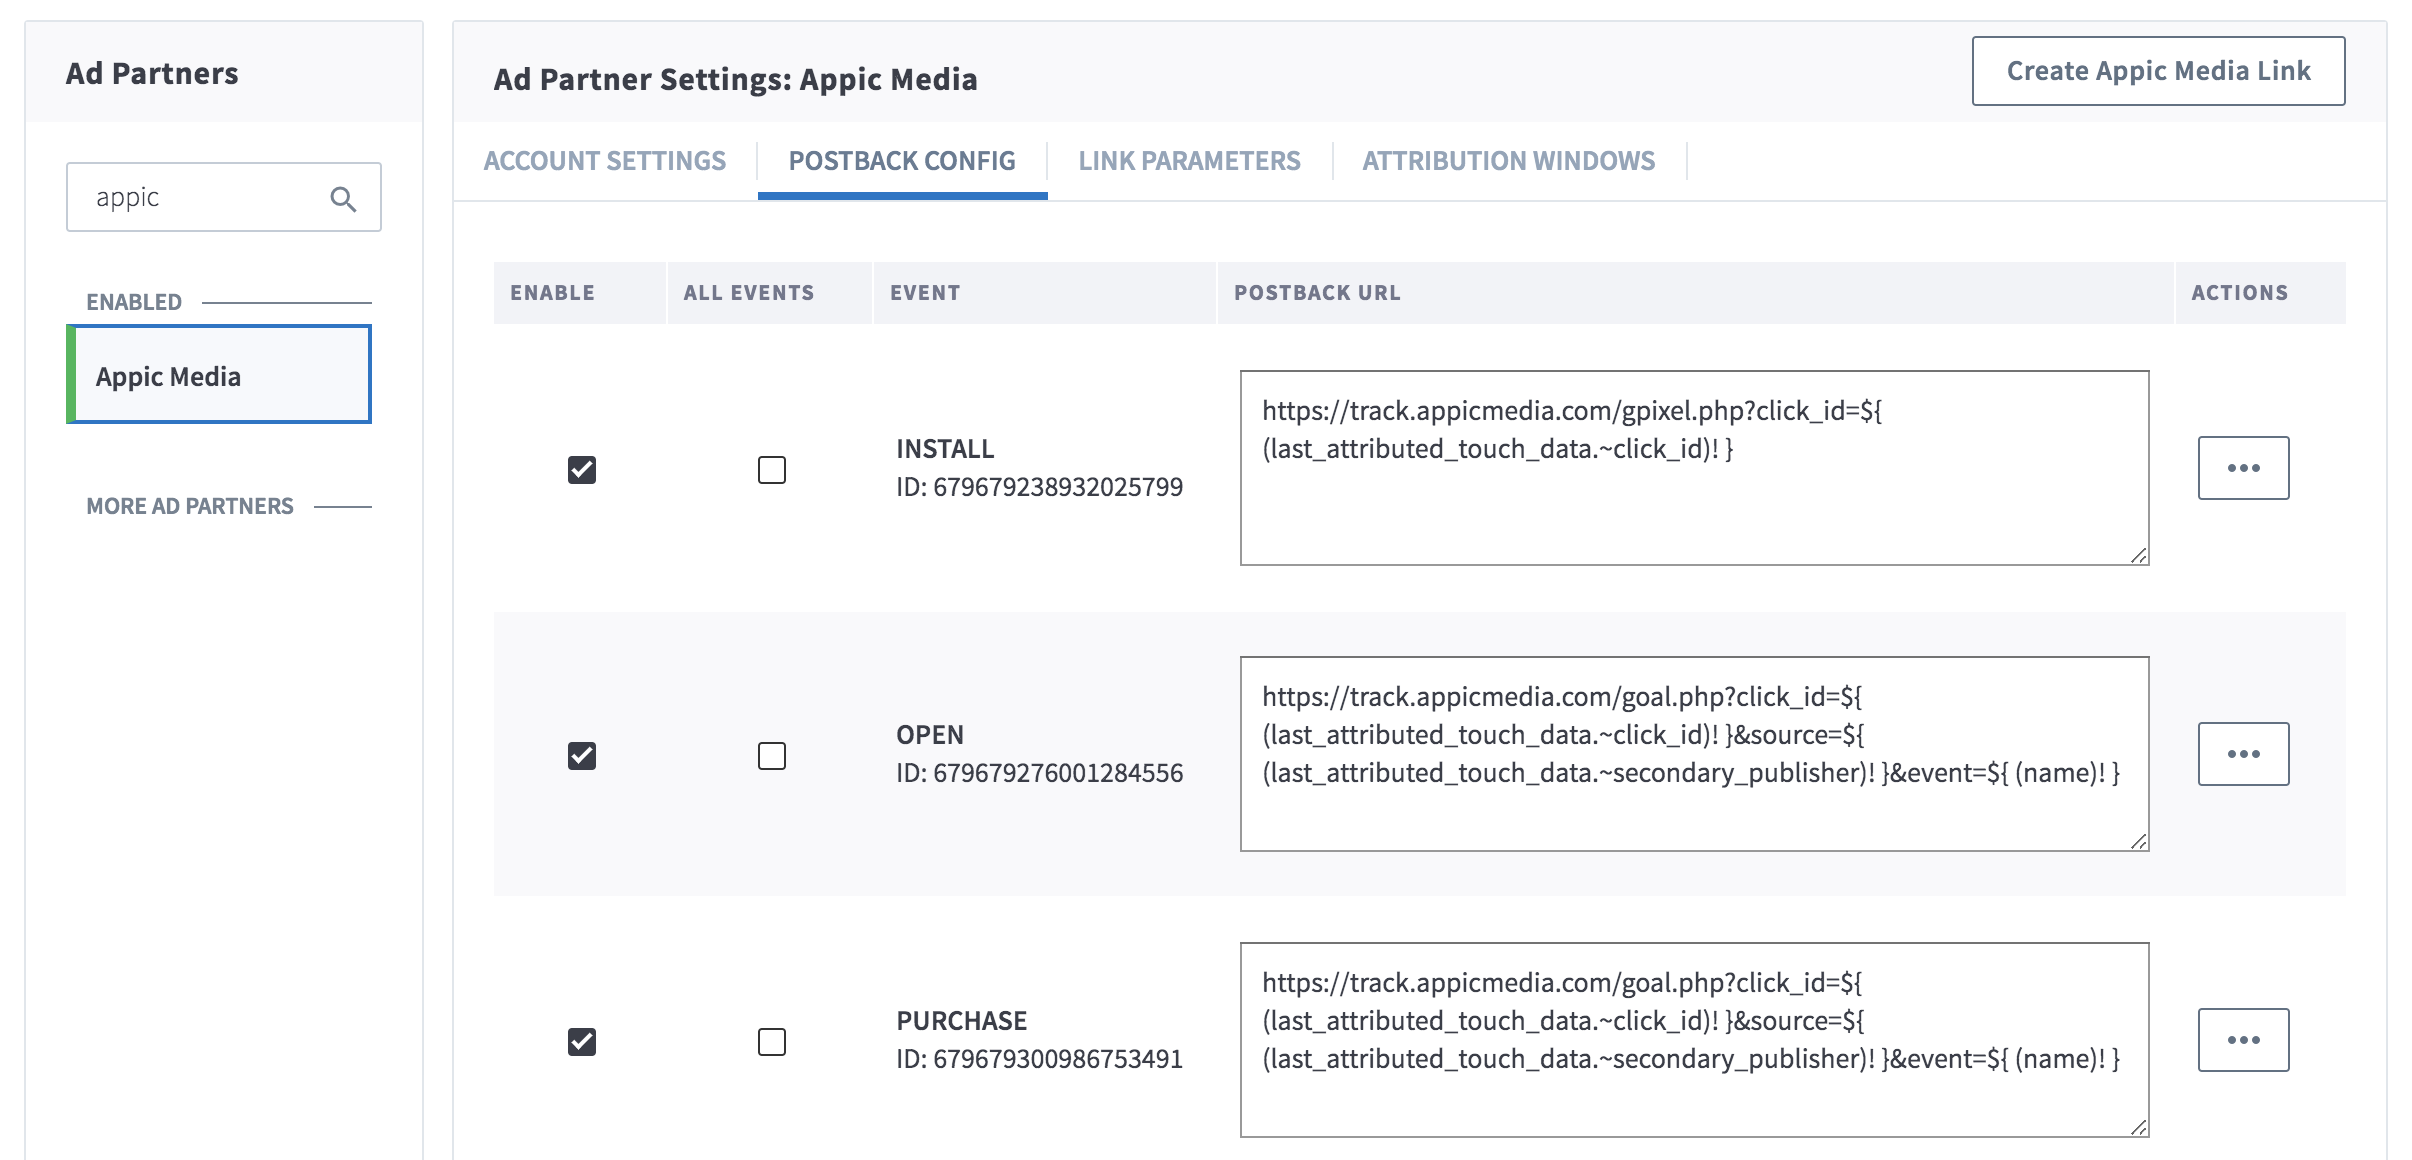 Ad Partners
appic
ENABLED
Appic Media
MORE AD PARTNERS
Ad Partner Settings: Appic Media
Create Appic Media Link
ACCOUNT SETTINGS
POSTBACK CONFIG
LINK PARAMETERS
ATTRIBUTION WINDOWS
ENABLE
ALL EVENTS
EVENT
POSTBACK URL
ACTIONS
INSTALL
ID: 679679238932025799
https://track.appicmedia.com/gpixel.php?click_id=${
(last_attributed_touch_data.~click_id)! }
OPEN
ID: 679679276001284556
https://track.appicmedia.com/goal.php?click_id=${
(last_attributed_touch_data.~click_id)! }&source=${
(last_attributed_touch_data.~secondary_publisher)! }&event=${ (name)! }
PURCHASE
ID: 679679300986753491
https://track.appicmedia.com/goal.php?click_id=${
(last_attributed_touch_data.~click_id)! }&source=${
(last_attributed_touch_data.~secondary_publisher)! }&event=${ (name)! }